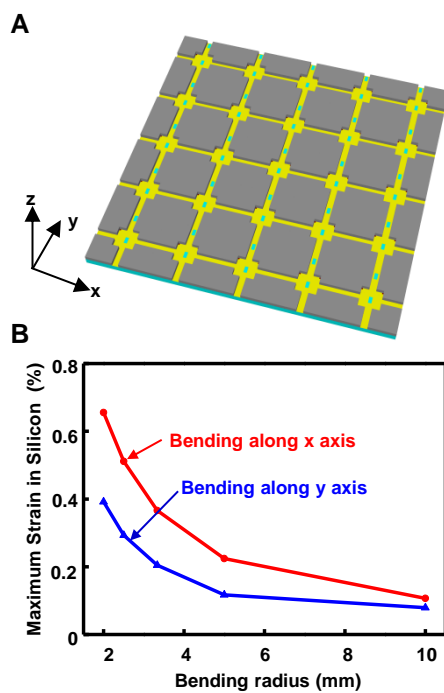 A
z
y
x
B
Maximum Strain in Silicon (%)
0.8
0.6
0.4
0.2
0
Bending along x axis
Bending along y axis
2 4 6 8 10
Bending radius (mm)